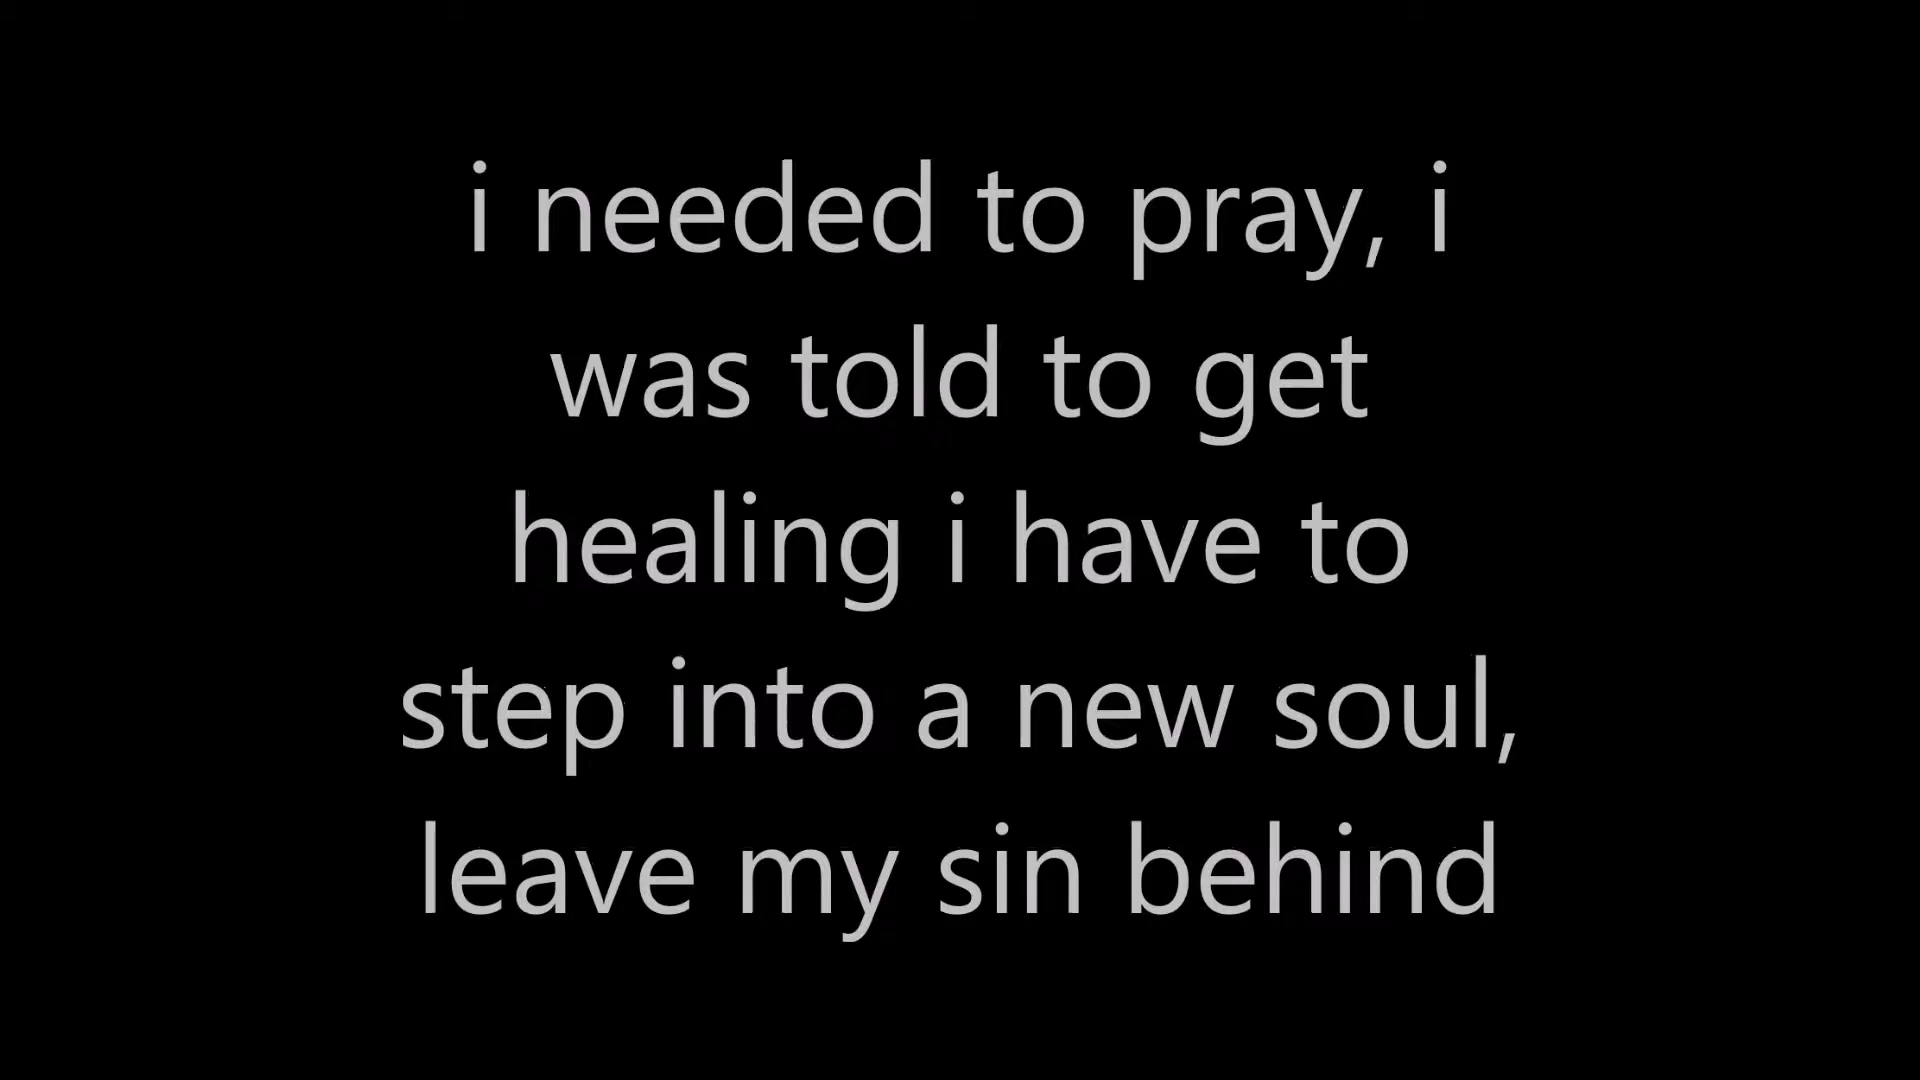 i needed to pray, i
was told to get
healing i have to
step into a new soul,
leave my sin behind